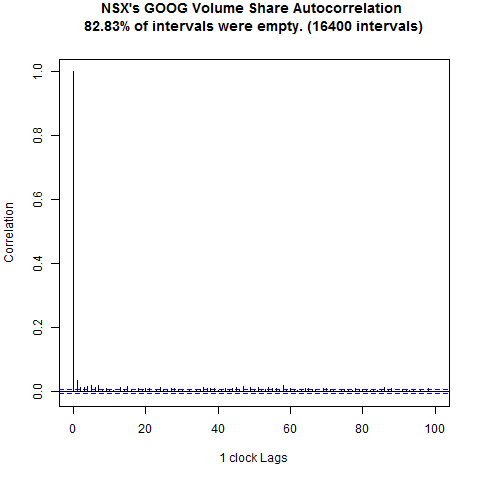 NSX's GOOG Volume Share Autocorrelation
82.83% of intervals were empty. (16400 intervals)
Correlation
1.0
0.8
0.6
0.4
0.2
0.0
0 20 40 60 80 100
1 clock Lags